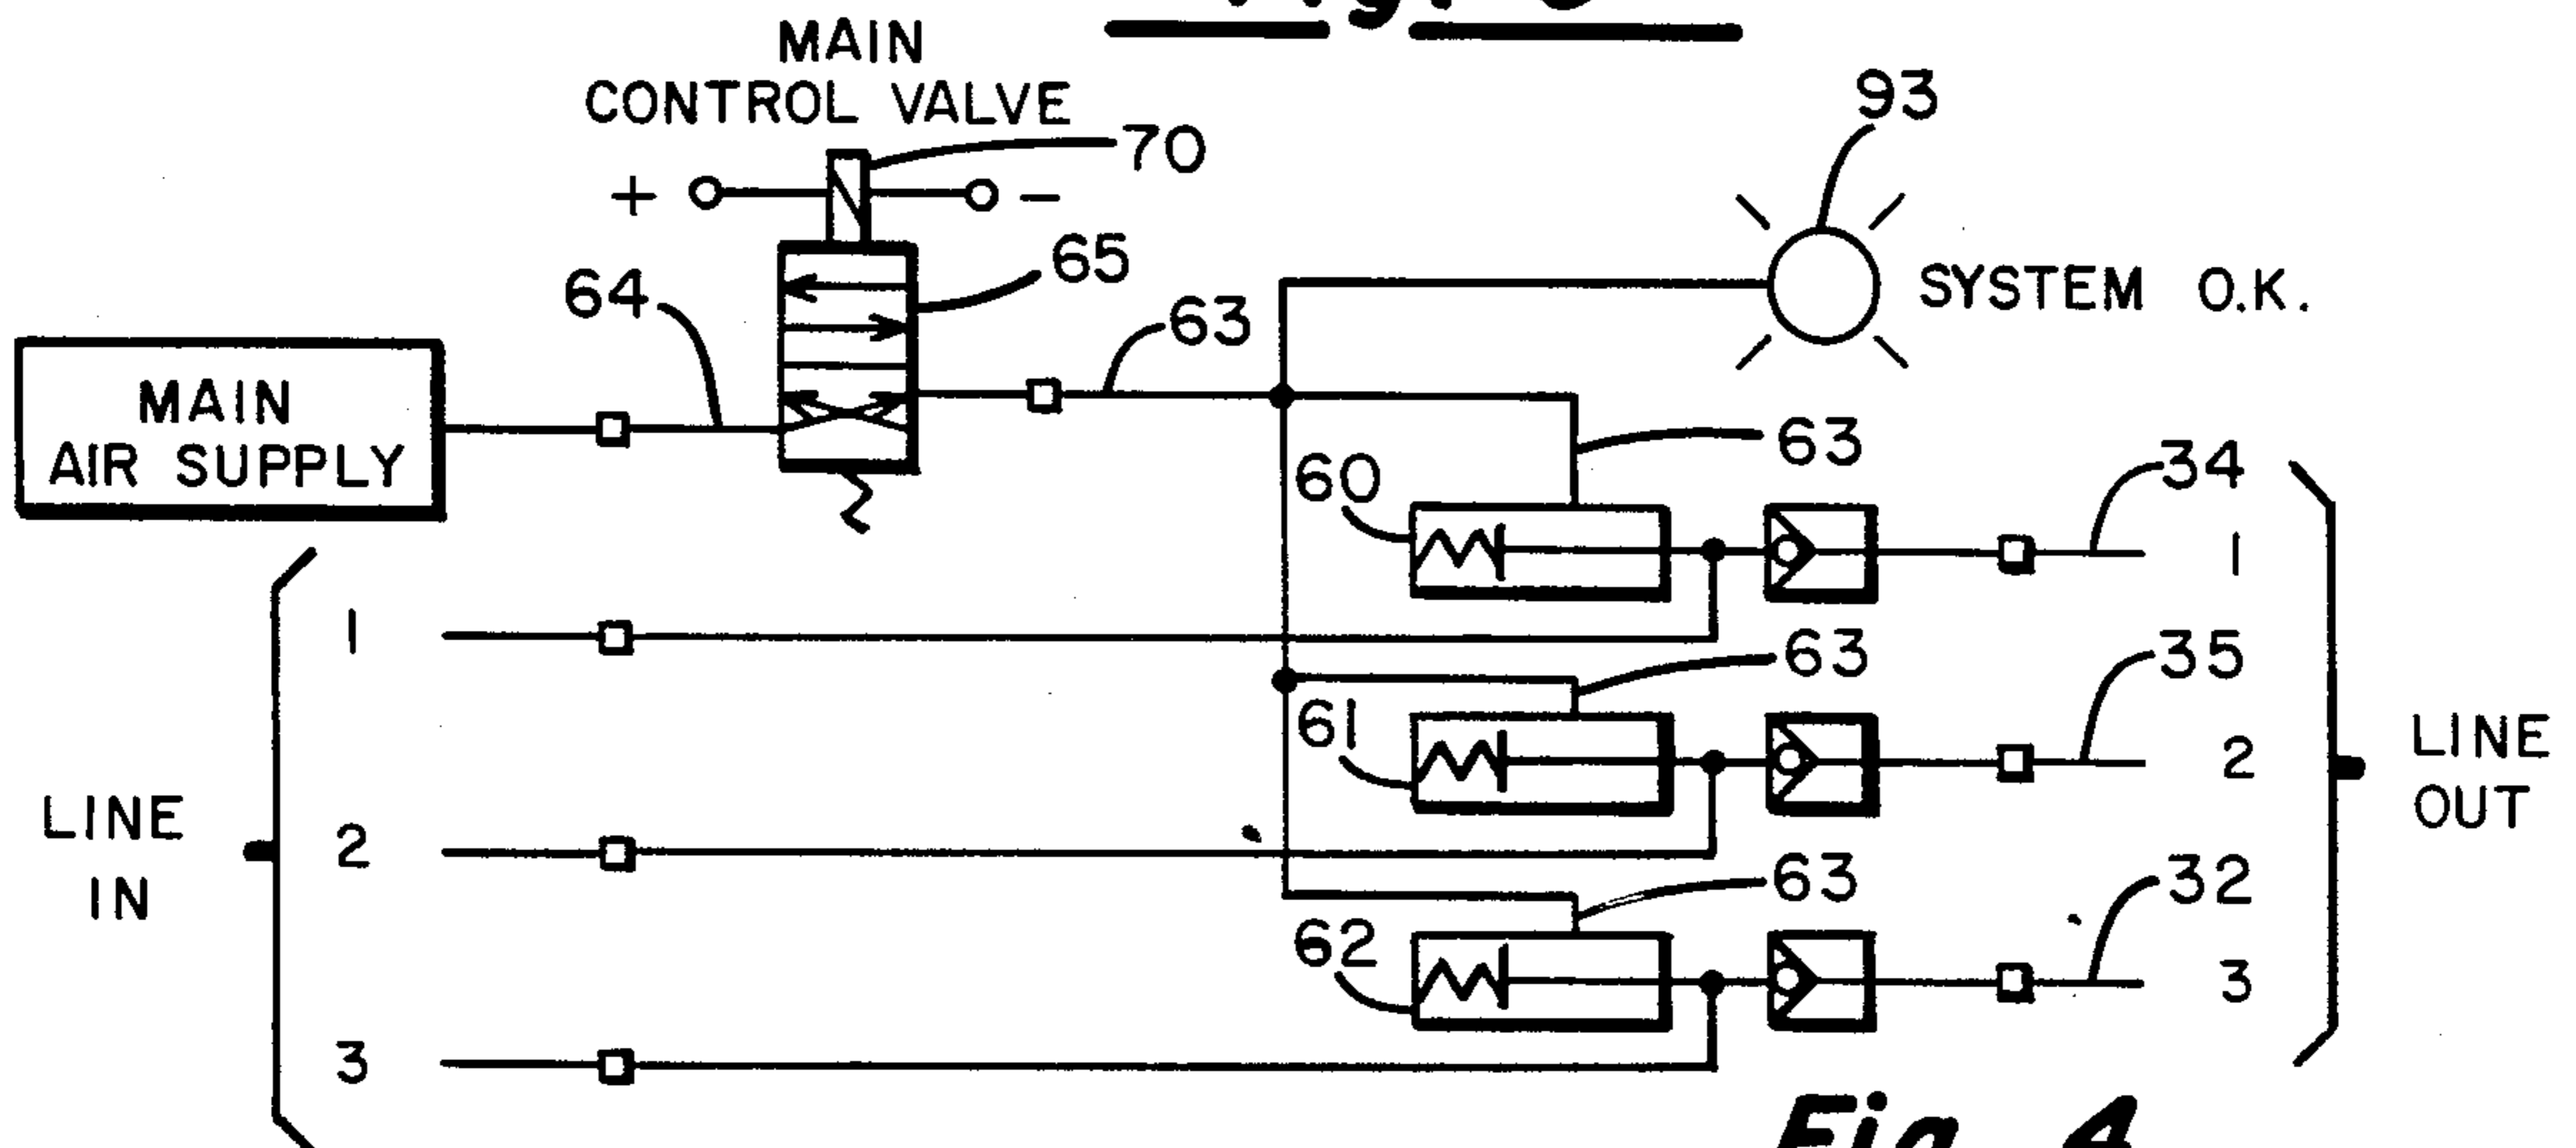 MAIN
CONTROL VALVE
70
+
-
93
65
64
63
SYSTEM O.K.
MAIN
AIR SUPPLY
63
60
34
1
1
63
35
61
2
LINE
OUT
LINE
IN
2
63
32
62
3
3
Fig. 4